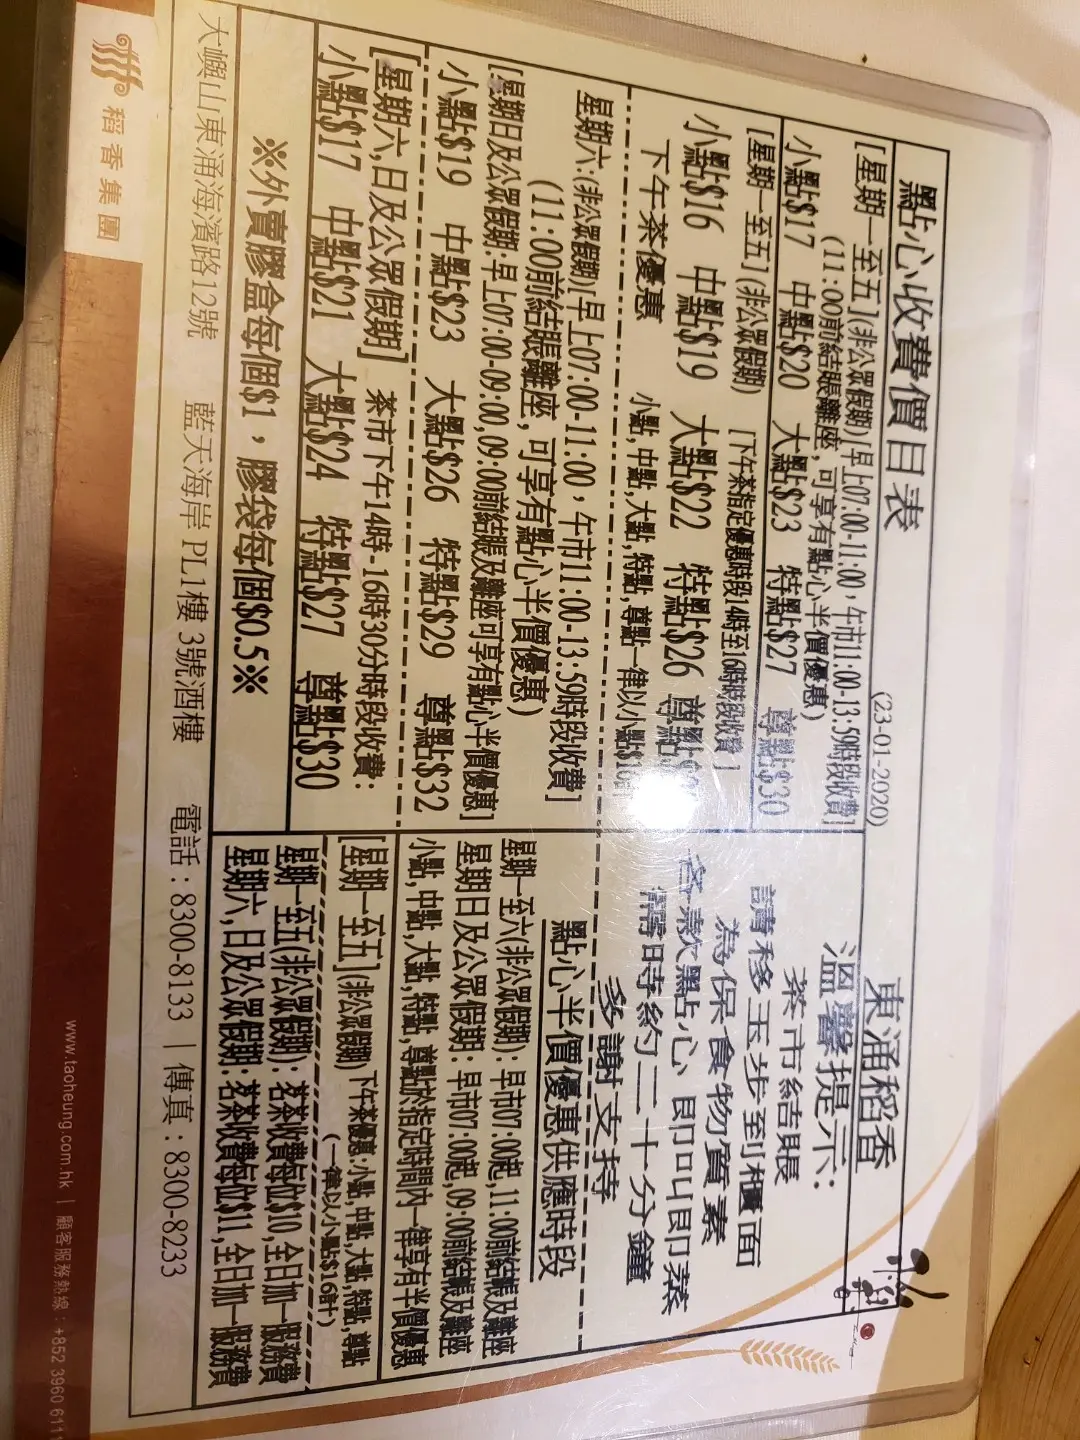 點心收費價目表
(23-01-2020)
[星期一至五](非公眾假期)(早上07:00-11:00，午市11:00-13:59時段收費]
(11:00前結賬離座，可享有點心半價優惠)
小點$17 中點$20 大點$23 特點$27 尊點$30
[星期一至五](非公眾假期) [下午茶指定優惠時段14時至16時時段收費]
小點$16 中點$19 大點$22 特點$26 尊點
下午茶優惠 小點,中點,大點,特點,尊點一律以小點$16
星期六:(非公眾假期)(早上07:00-11:00，午市11:00-13:59時段收費]
(11:00前結賬離座,可享有點心半價優惠)
[星期日及公眾假期:早上07:00-09:00,09:00前結賬及離座可享有點心半價優惠]
小點$19 中點$23 大點$26 特點$29 尊點$32
[星期六,日及公眾假期] 茶市下午14時-16時30分時段收費:
小點$17 中點$21 大點$24 特點$27 尊點$30
※外賣膠盒每個$1，膠袋每個$0.5※
東涌稻香
溫馨提示:
茶市結賬
請移玉步到櫃面
為保食物質素
各款點心 即叫即蒸
需時約二十分鐘
多謝支持
點心半價優惠供應時段
星期一至六(非公眾假期):早市07:00起,11:00前結賬及離座
星期日及公眾假期:早市07:00起,09:00前結賬及離座
小點,中點,大點,特點,尊點於指定時間內一律享有半價優惠
[星期一至五](非公眾假期)下午茶優惠:小點,中點,大點,特點,尊點
(一律以小點$16計)
星期一至五(非公眾假期):茗茶收費每位$10,全日加一服務費
星期六,日及公眾假期:茗茶收費每位$11,全日加一服務費
大嶼山東涌海濱路12號 藍天海岸 PL1樓 3號酒樓 電話:8300-8133 | 傳真:8300-8233
稻香集團
www.taoheung.com.hk | 顧客服務熱線:+852 3960 6111